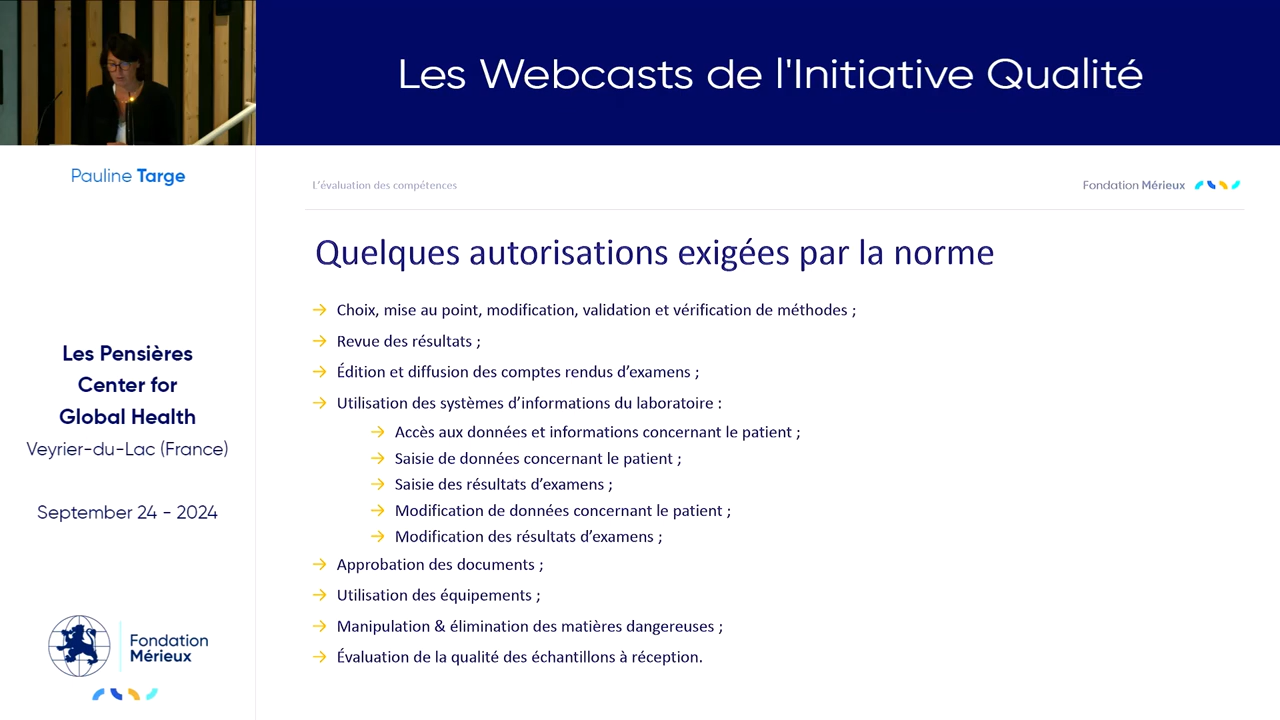 Les Webcasts de l'Initiative Qualité
Pauline Targe
Les Pensières
Center for
Global Health
Veyrier-du-Lac (France)
September 24 - 2024
Fondation
Mérieux
L'évaluation des compétences
Fondation Mérieux
Quelques autorisations exigées par la norme
→ Choix, mise au point, modification, validation et vérification de méthodes ;
→ Revue des résultats ;
→ Édition et diffusion des comptes rendus d'examens ;
→ Utilisation des systèmes d'informations du laboratoire :
→ Accès aux données et informations concernant le patient ;
→ Saisie de données concernant le patient ;
→ Saisie des résultats d'examens ;
→ Modification de données concernant le patient ;
→ Modification des résultats d'examens ;
→ Approbation des documents ;
→ Utilisation des équipements ;
→ Manipulation & élimination des matières dangereuses ;
→ Évaluation de la qualité des échantillons à réception.